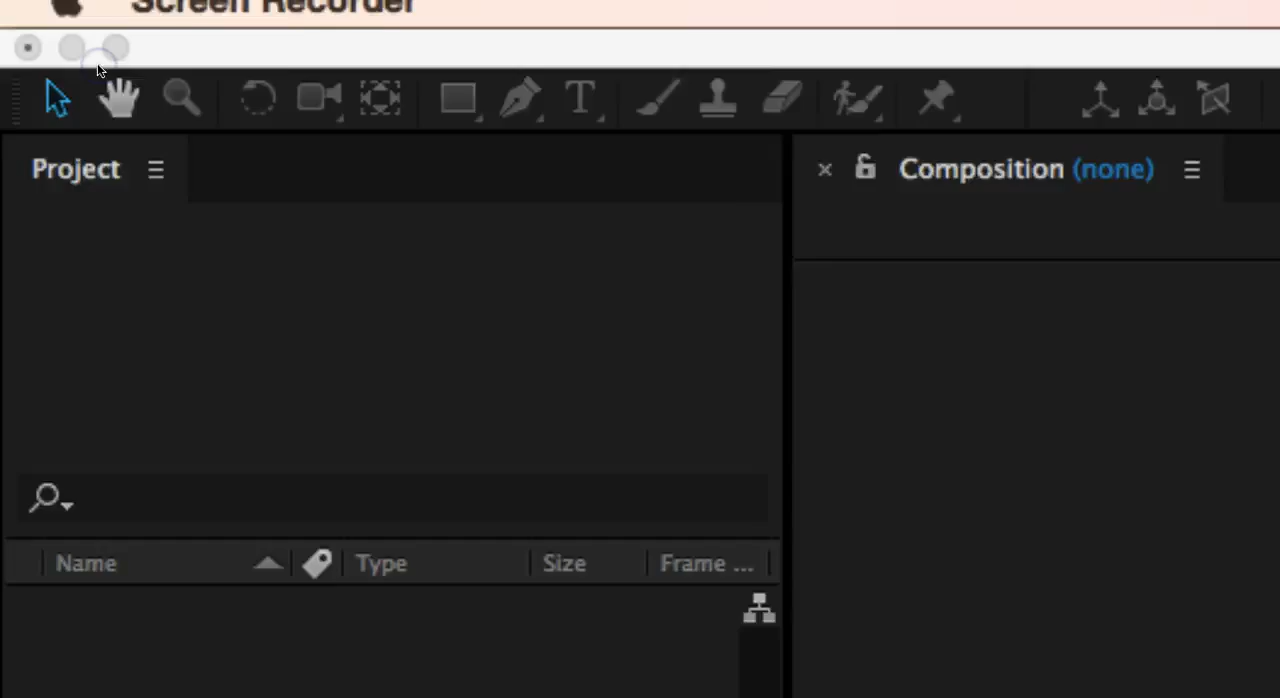 Screen Recorder
Project
Composition (none)
Name Type Size Frame ...